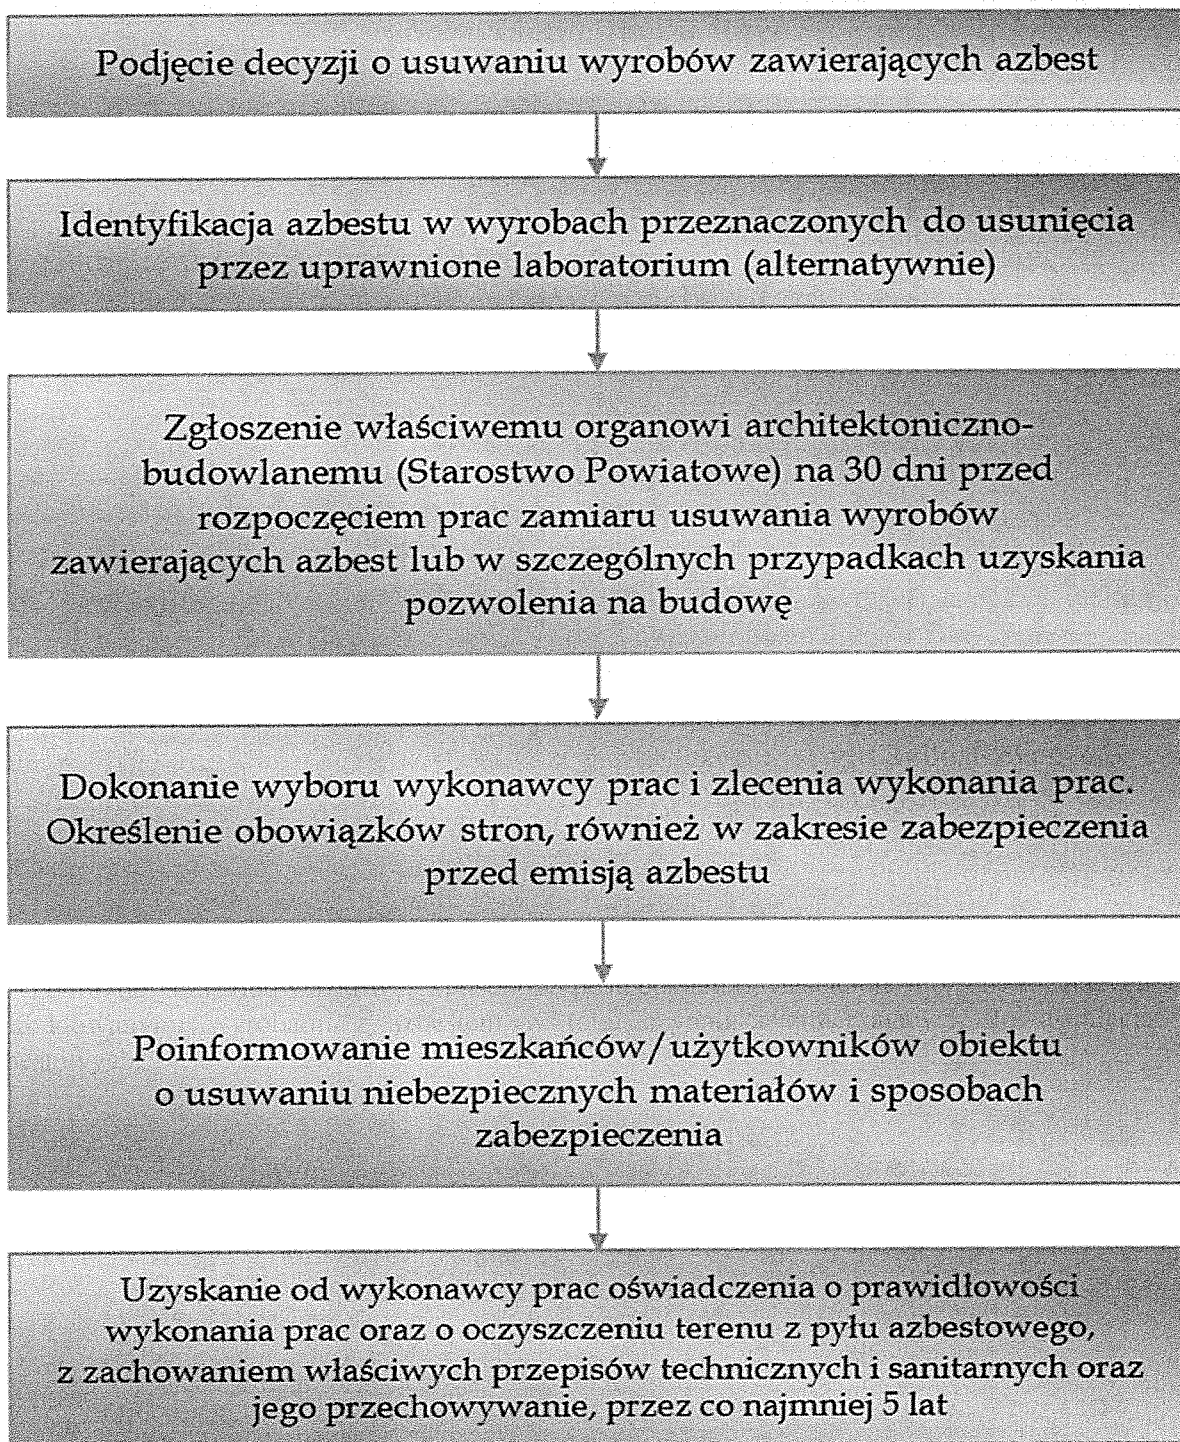 Podjęcie decyzji o usuwaniu wyrobów zawierających azbest
Identyfikacja azbestu w wyrobach przeznaczonych do usunięcia
przez uprawnione laboratorium (alternatywnie)
Zgłoszenie właściwemu organowi architektoniczno-
budowlanemu (Starostwo Powiatowe) na 30 dni przed
rozpoczęciem prac zamiaru usuwania wyrobów
zawierających azbest lub w szczególnych przypadkach uzyskania
pozwolenia na budowę
Dokonanie wyboru wykonawcy prac i zlecenia wykonania prac.
Określenie obowiązków stron, również w zakresie zabezpieczenia
przed emisją azbestu
Poinformowanie mieszkańców/użytkowników obiektu
o usuwaniu niebezpiecznych materiałów i sposobach
zabezpieczenia
Uzyskanie od wykonawcy prac oświadczenia o prawidłowości
wykonania prac oraz o oczyszczeniu terenu z pyłu azbestowego,
z zachowaniem właściwych przepisów technicznych i sanitarnych oraz
jego przechowywanie, przez co najmniej 5 lat